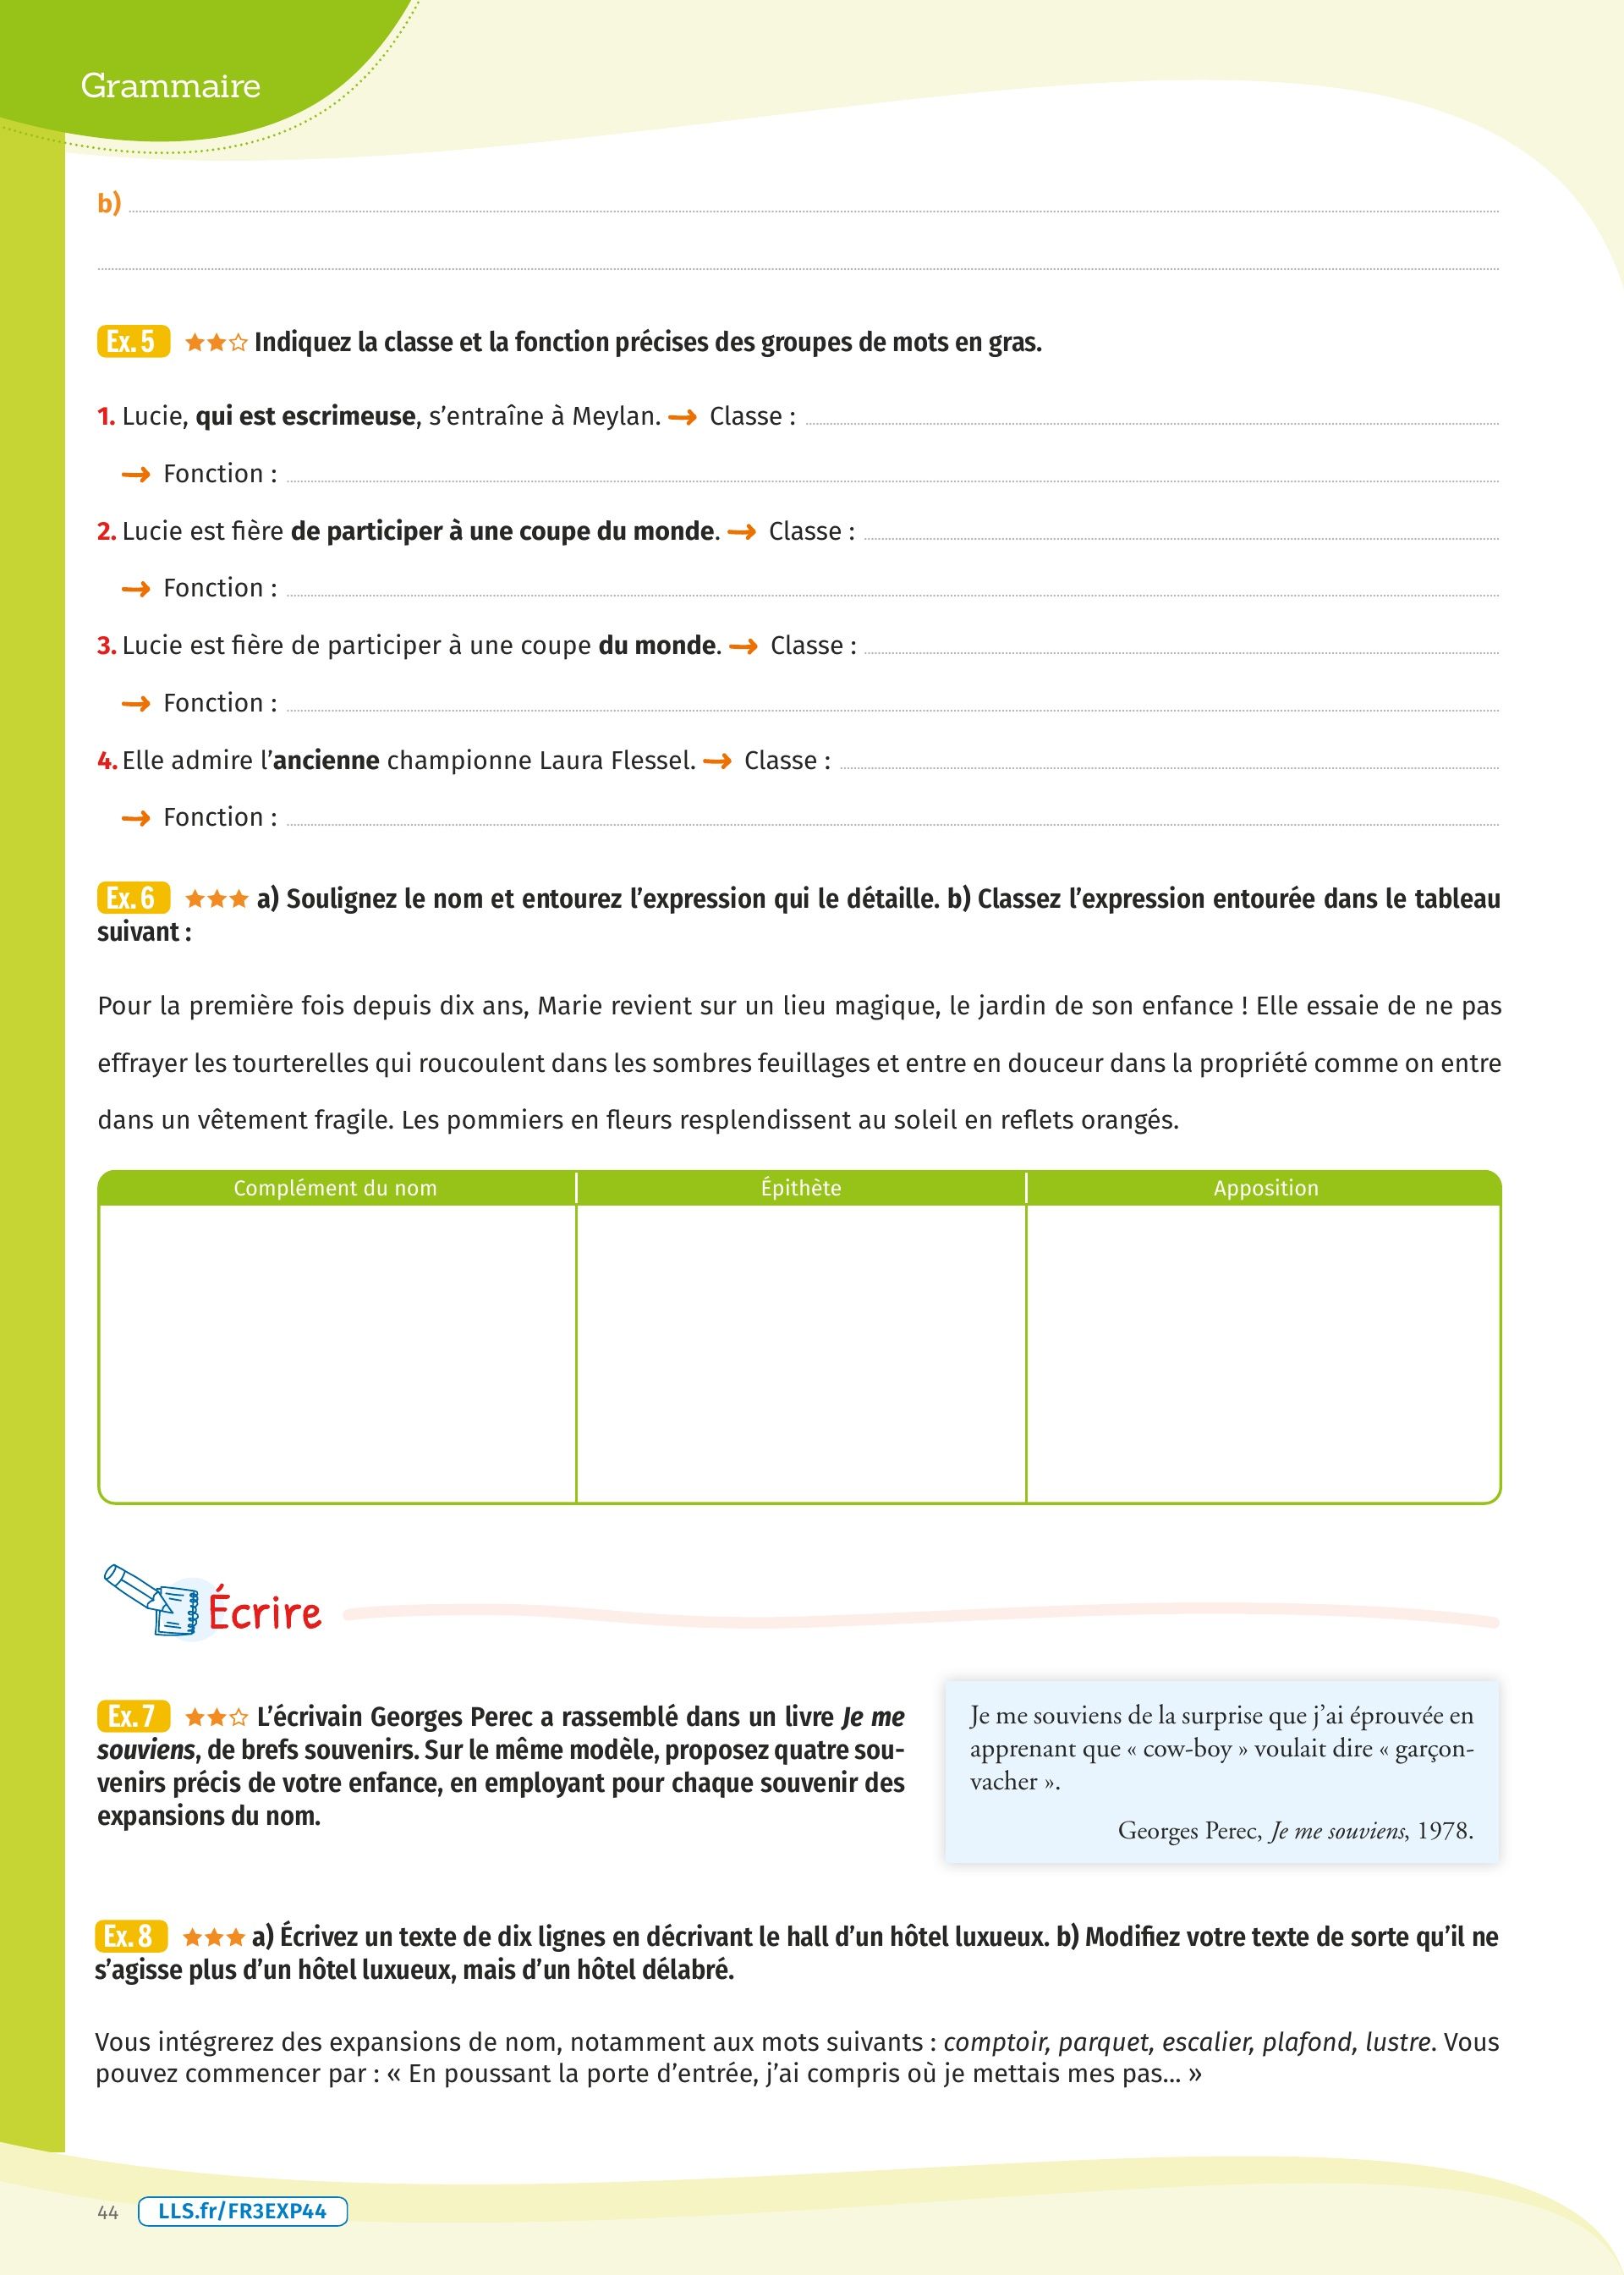 Grammaire
b)
Ex. 5 ★★☆ Indiquez la classe et la fonction précises des groupes de mots en gras.
1. Lucie, qui est escrimeuse, s’entraîne à Meylan. → Classe :
→ Fonction :
2. Lucie est fière de participer à une coupe du monde. → Classe :
→ Fonction :
3. Lucie est fière de participer à une coupe du monde. → Classe :
→ Fonction :
4. Elle admire l’ancienne championne Laura Flessel. → Classe :
→ Fonction :
Ex. 6 ★★★ a) Soulignez le nom et entourez l’expression qui le détaille. b) Classez l’expression entourée dans le tableau
suivant :
Pour la première fois depuis dix ans, Marie revient sur un lieu magique, le jardin de son enfance ! Elle essaie de ne pas
effrayer les tourterelles qui roucoulent dans les sombres feuillages et entre en douceur dans la propriété comme on entre
dans un vêtement fragile. Les pommiers en fleurs resplendissent au soleil en reflets orangés.
Complément du nom Épithète Apposition
Écrire
Ex. 7 ★★☆ L’écrivain Georges Perec a rassemblé dans un livre Je me
souviens, de brefs souvenirs. Sur le même modèle, proposez quatre sou-
venirs précis de votre enfance, en employant pour chaque souvenir des
expansions du nom.
Je me souviens de la surprise que j’ai éprouvée en
apprenant que « cow-boy » voulait dire « garçon-
vacher ».
Georges Perec, Je me souviens, 1978.
Ex. 8 ★★★ a) Écrivez un texte de dix lignes en décrivant le hall d’un hôtel luxueux. b) Modifiez votre texte de sorte qu’il ne
s’agisse plus d’un hôtel luxueux, mais d’un hôtel délabré.
Vous intégrerez des expansions de nom, notamment aux mots suivants : comptoir, parquet, escalier, plafond, lustre. Vous
pouvez commencer par : « En poussant la porte d’entrée, j’ai compris où je mettais mes pas… »
44 LLS.fr/FR3EXP44